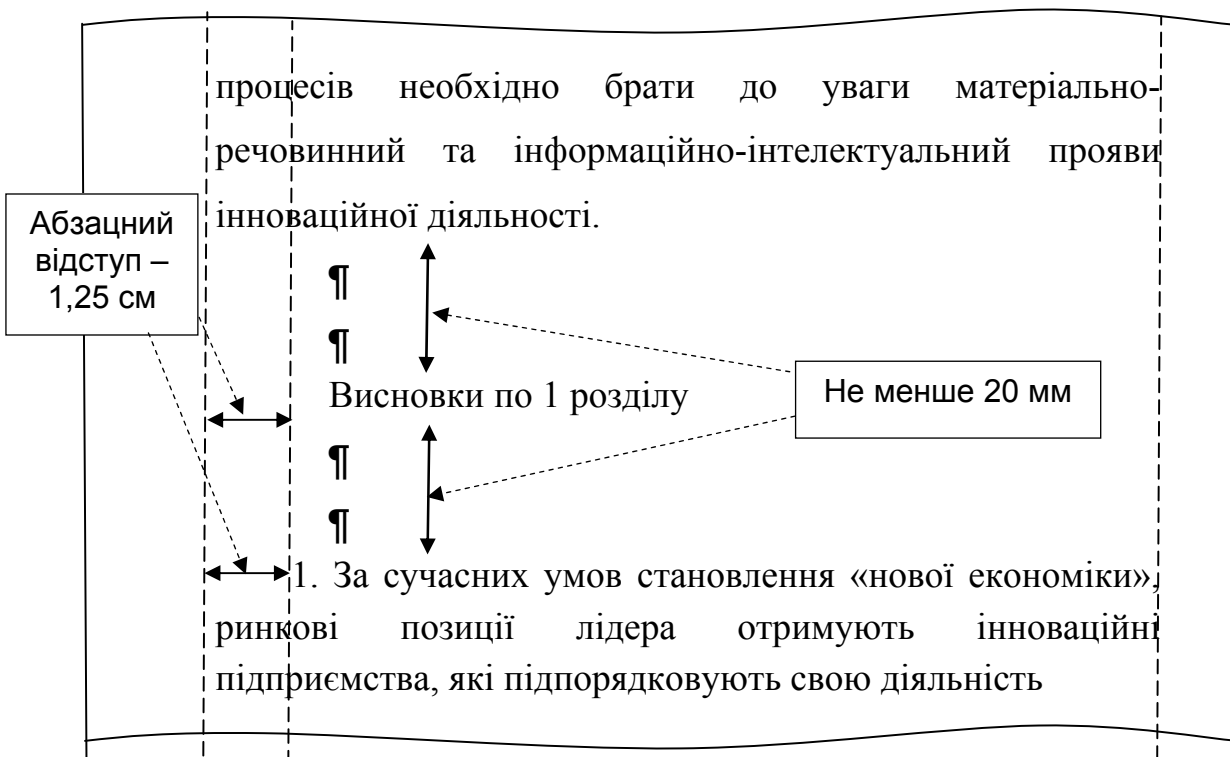 процесів необхідно брати до уваги матеріально-
речовинний та інформаційно-інтелектуальний прояви
інноваційної діяльності.
Абзацний
відступ –
1,25 см
¶
¶
Висновки по 1 розділу
Не менше 20 мм
¶
¶
1. За сучасних умов становлення «нової економіки»,
ринкові позиції лідера отримують інноваційні
підприємства, які підпорядковують свою діяльність